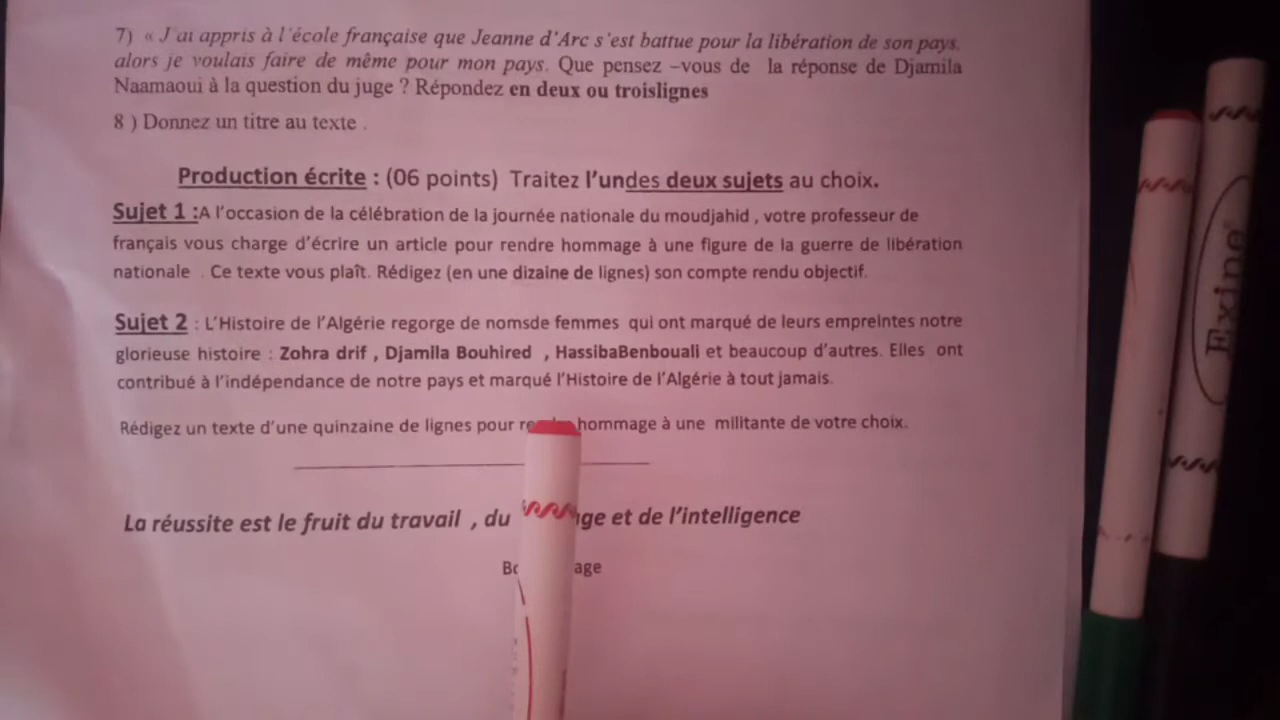 7) « J'ai appris à l'école française que Jeanne d'Arc s'est battue pour la libération de son pays,
alors je voulais faire de même pour mon pays. Que pensez –vous de la réponse de Djamila
Naamaoui à la question du juge ? Répondez en deux ou troislignes
8 ) Donnez un titre au texte .
Production écrite : (06 points) Traitez l'undes deux sujets au choix.
Sujet 1 :A l'occasion de la célébration de la journée nationale du moudjahid , votre professeur de
français vous charge d'écrire un article pour rendre hommage à une figure de la guerre de libération
nationale . Ce texte vous plaît. Rédigez (en une dizaine de lignes) son compte rendu objectif.
Sujet 2 : L'Histoire de l'Algérie regorge de nomsde femmes qui ont marqué de leurs empreintes notre
glorieuse histoire : Zohra drif , Djamila Bouhired , HassibaBenbouali et beaucoup d'autres. Elles ont
contribué à l'indépendance de notre pays et marqué l'Histoire de l'Algérie à tout jamais.
Rédigez un texte d'une quinzaine de lignes pour hommage à une militante de votre choix.
La réussite est le fruit du travail , du et de l'intelligence
Exine